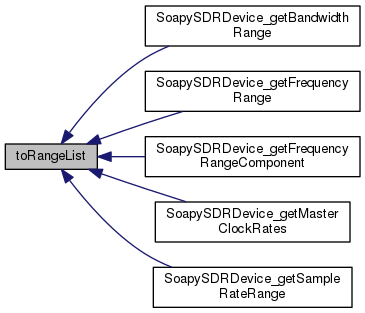 SoapySDRDevice_getBandwidth
Range
SoapySDRDevice_getFrequency
Range
toRangeList
SoapySDRDevice_getFrequency
RangeComponent
SoapySDRDevice_getMaster
ClockRates
SoapySDRDevice_getSample
RateRange